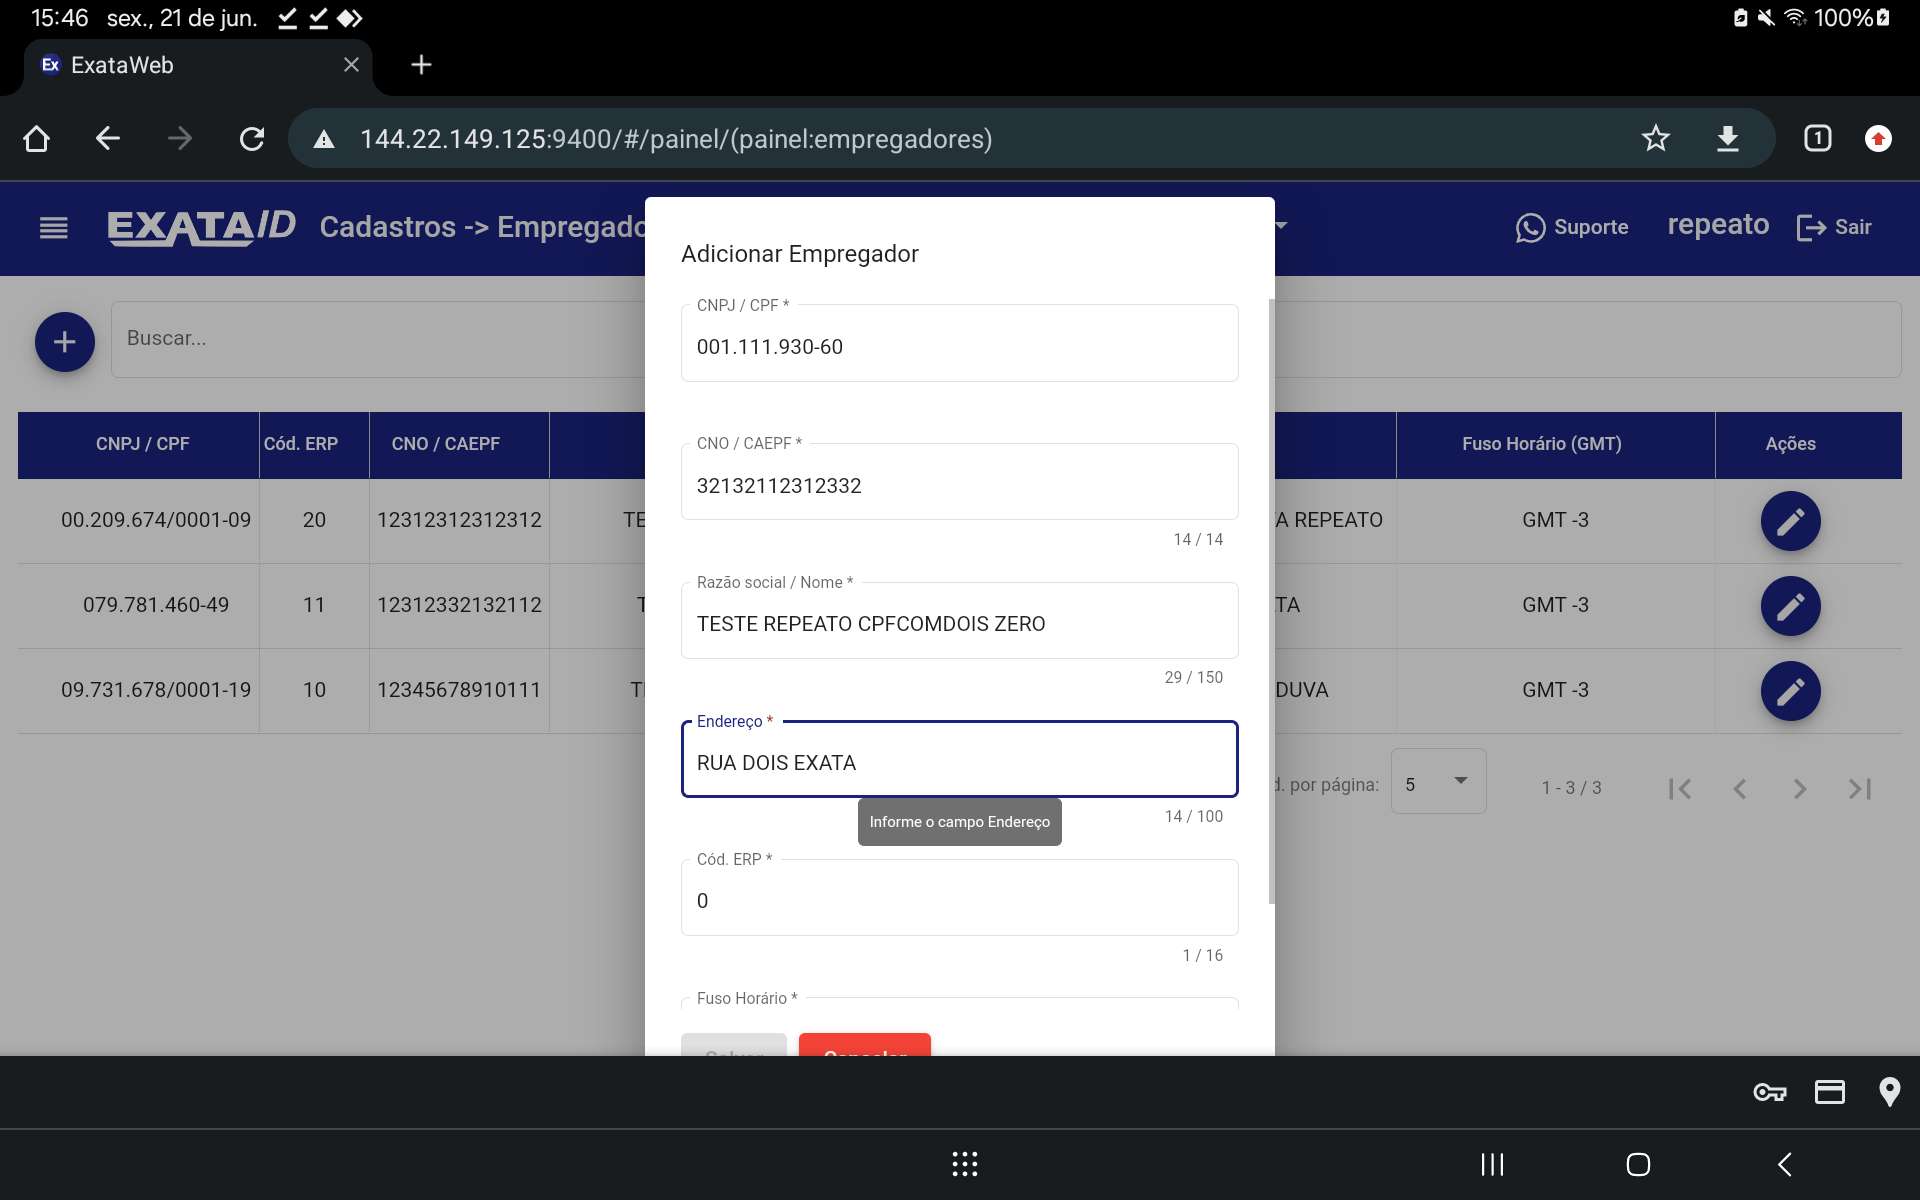 15:46 sex., 21 de jun. 100%
Ex ExataWeb
144.22.149.125:9400/#/painel/(painel:empregadores) 1
EXATA/D Cadastros -> Empregado Suporte repeato Sair
Adicionar Empregador
Buscar...
CNPJ / CPF *
001.111.930-60
CNPJ / CPF Cód. ERP CNO / CAEPF Fuso Horário (GMT) Ações
CNO / CAEPF *
32132112312332
14 / 14
00.209.674/0001-09 20 12312312312312 TE A REPEATO GMT -3
Razão social / Nome *
TESTE REPEATO CPFCOMDOIS ZERO
29 / 150
079.781.460-49 11 12312332132112 T TA GMT -3
09.731.678/0001-19 10 12345678910111 TI DUVA GMT -3
Endereço *
RUA DOIS EXATA
14 / 100
Informe o campo Endereço
d. por página: 5 1 - 3 / 3
Cód. ERP *
0
1 / 16
Fuso Horário *
Salvar Cancelar